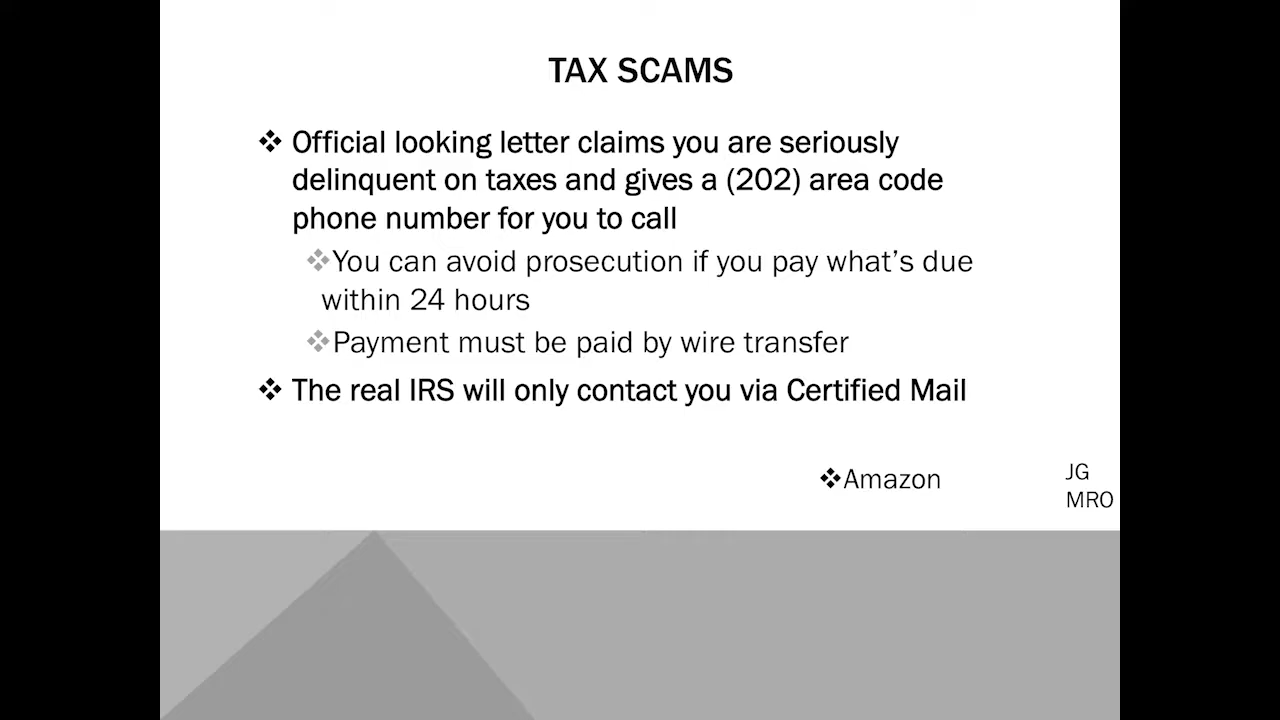 TAX SCAMS
❖ Official looking letter claims you are seriously
delinquent on taxes and gives a (202) area code
phone number for you to call
❖You can avoid prosecution if you pay what’s due
within 24 hours
❖Payment must be paid by wire transfer
❖ The real IRS will only contact you via Certified Mail
❖Amazon
JG
MRO